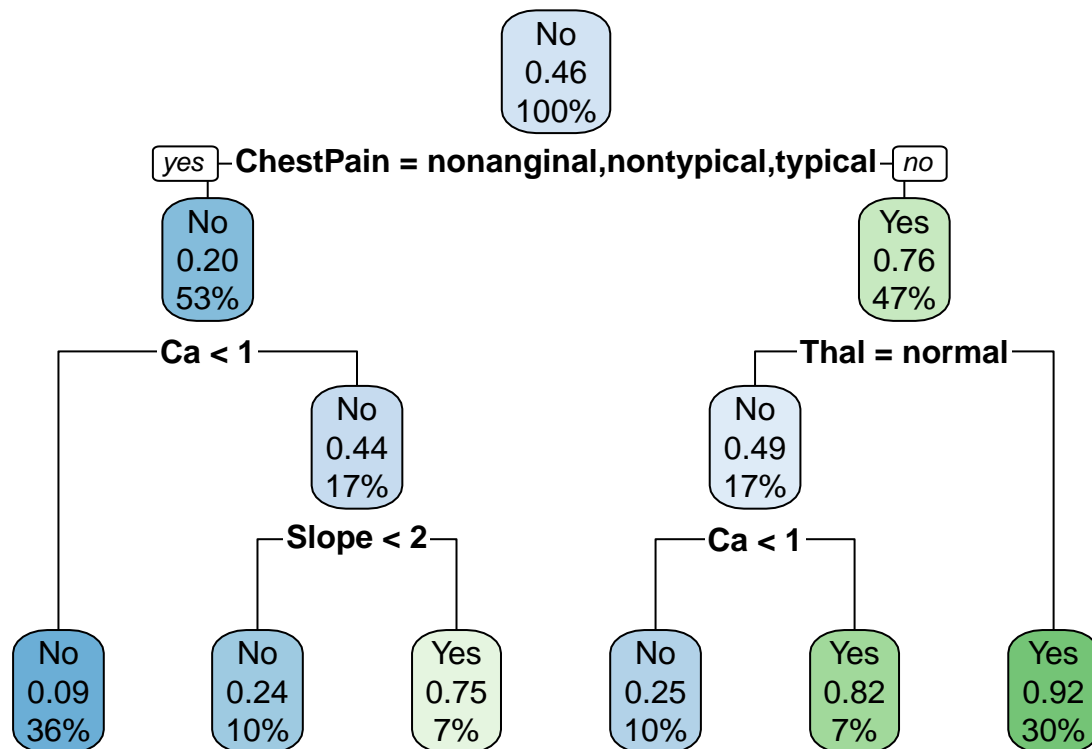 No
0.46
100%
yes ChestPain = nonanginal,nontypical,typical no
No
0.20
53%
Yes
0.76
47%
Ca < 1
Thal = normal
No
0.44
17%
No
0.49
17%
Slope < 2
Ca < 1
No
0.09
36%
No
0.24
10%
Yes
0.75
7%
No
0.25
10%
Yes
0.82
7%
Yes
0.92
30%